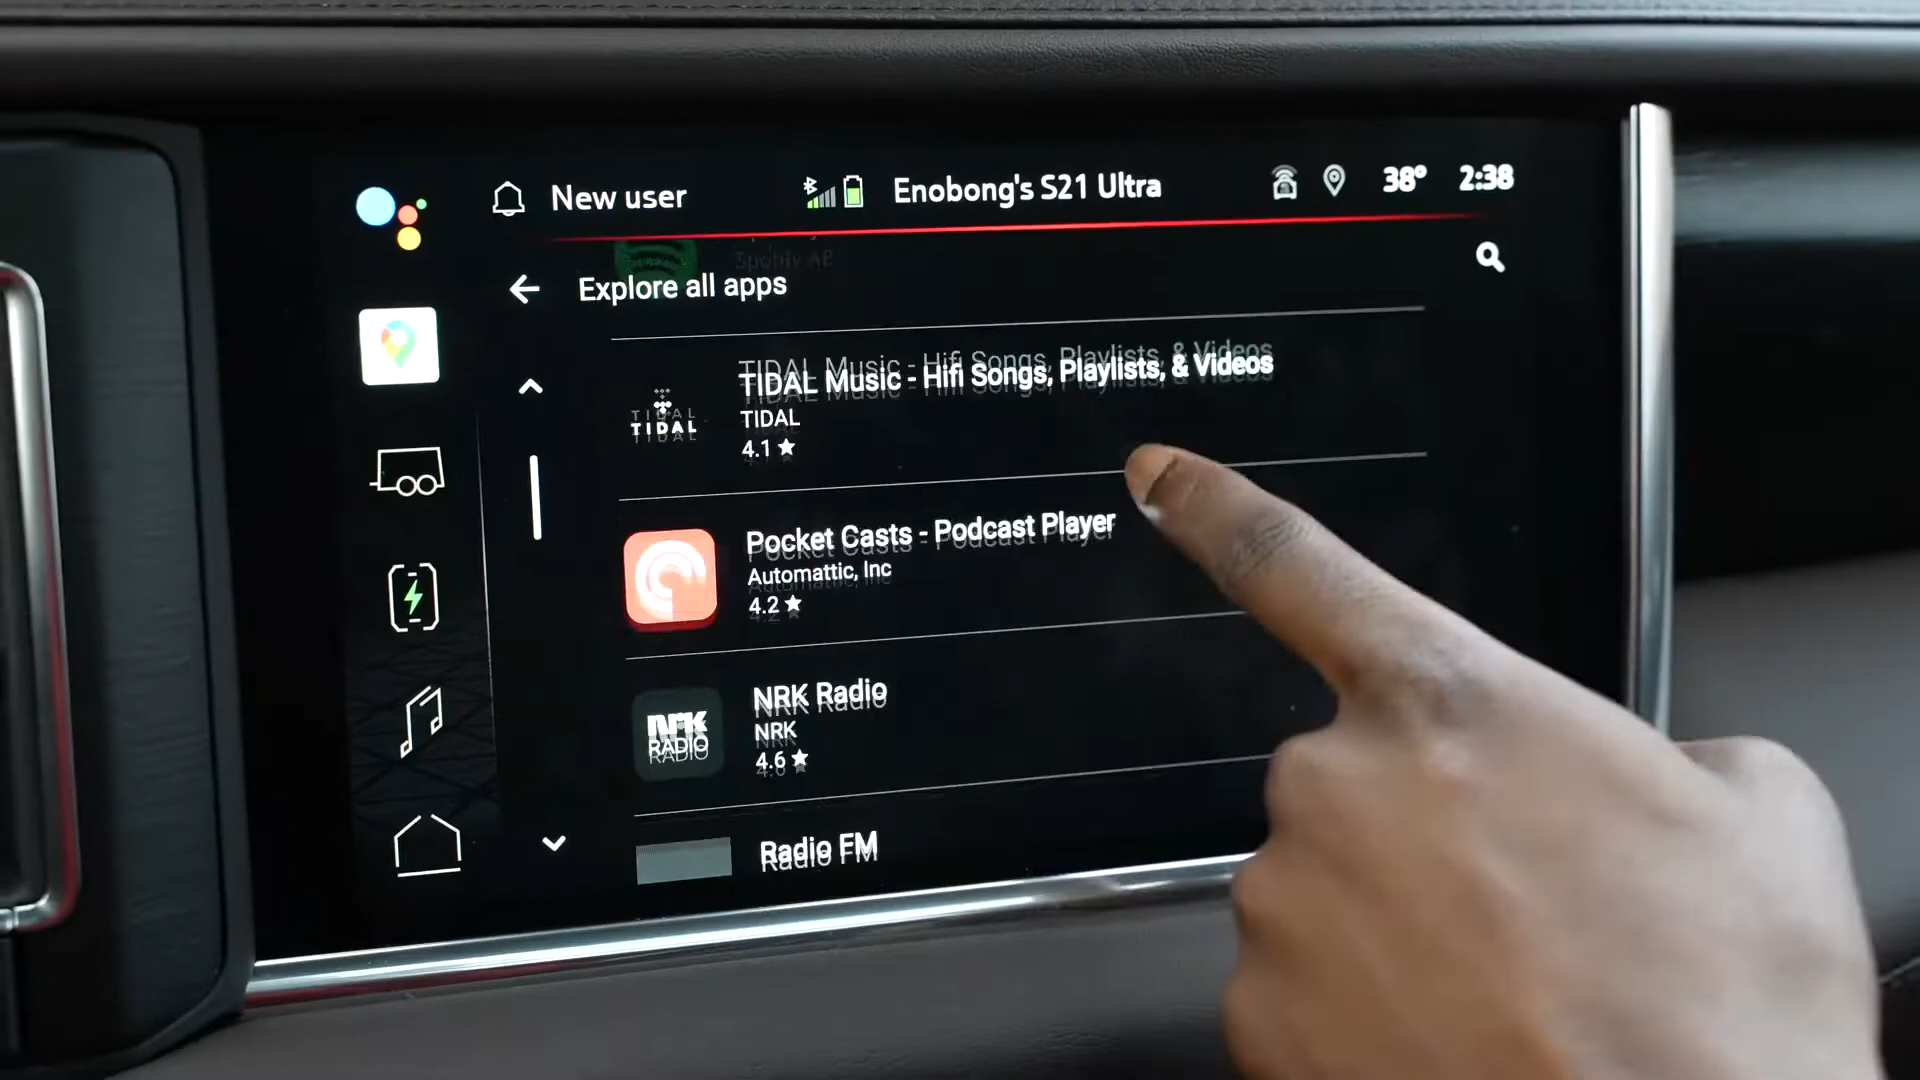 New user
Enobong's S21 Ultra
38°
2:38
Spotify AB
Explore all apps
TIDAL Music - Hifi Songs, Playlists, & Videos
TIDAL
TIDAL
4.1 ★
Pocket Casts - Podcast Player
Automattic, Inc
4.2 ★
NRK
RADIO
NRK Radio
NRK
4.6 ★
Radio FM